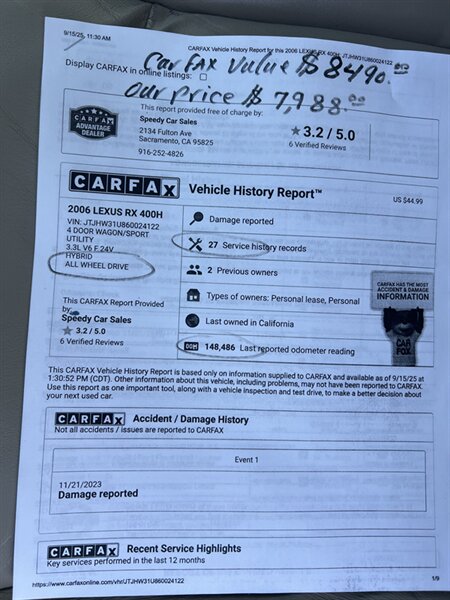 9/15/25, 11:30 AM
CARFAX Vehicle History Report for this 2006 LEXUS RX 400H: JTJHW31U860024122
Carfax value $8490.00
Display CARFAX in online listings:
our price $7,988.00
This report provided free of charge by:
CARFAX
ADVANTAGE
DEALER
Speedy Car Sales
2134 Fulton Ave
Sacramento, CA 95825
916-252-4826
3.2 / 5.0
6 Verified Reviews
CARFAX Vehicle History Report™
US $44.99
2006 LEXUS RX 400H
VIN: JTJHW31U860024122
4 DOOR WAGON/SPORT
UTILITY
3.3L V6 F 24V
HYBRID
ALL WHEEL DRIVE
This CARFAX Report Provided
by
Speedy Car Sales
3.2 / 5.0
6 Verified Reviews
Damage reported
27 Service history records
2 Previous owners
Types of owners: Personal lease, Personal
Last owned in California
148,486 Last reported odometer reading
CARFAX HAS THE MOST
ACCIDENT & DAMAGE
INFORMATION
CAR
FOX
This CARFAX Report is based only on information supplied to CARFAX and available as of 9/15/25 at
1:30:52 PM (CDT). Other information about this vehicle, including problems, may not have been reported to CARFAX.
Use this report as one important tool, along with a vehicle inspection and test drive, to make a better decision about
your next used car.
CARFAX Accident / Damage History
Not all accidents / issues are reported to CARFAX
Event 1
11/21/2023
Damage reported
CARFAX Recent Service Highlights
Key services performed in the last 12 months
https://www.carfaxonline.com/vhr/JTJHW31U860024122
1/9